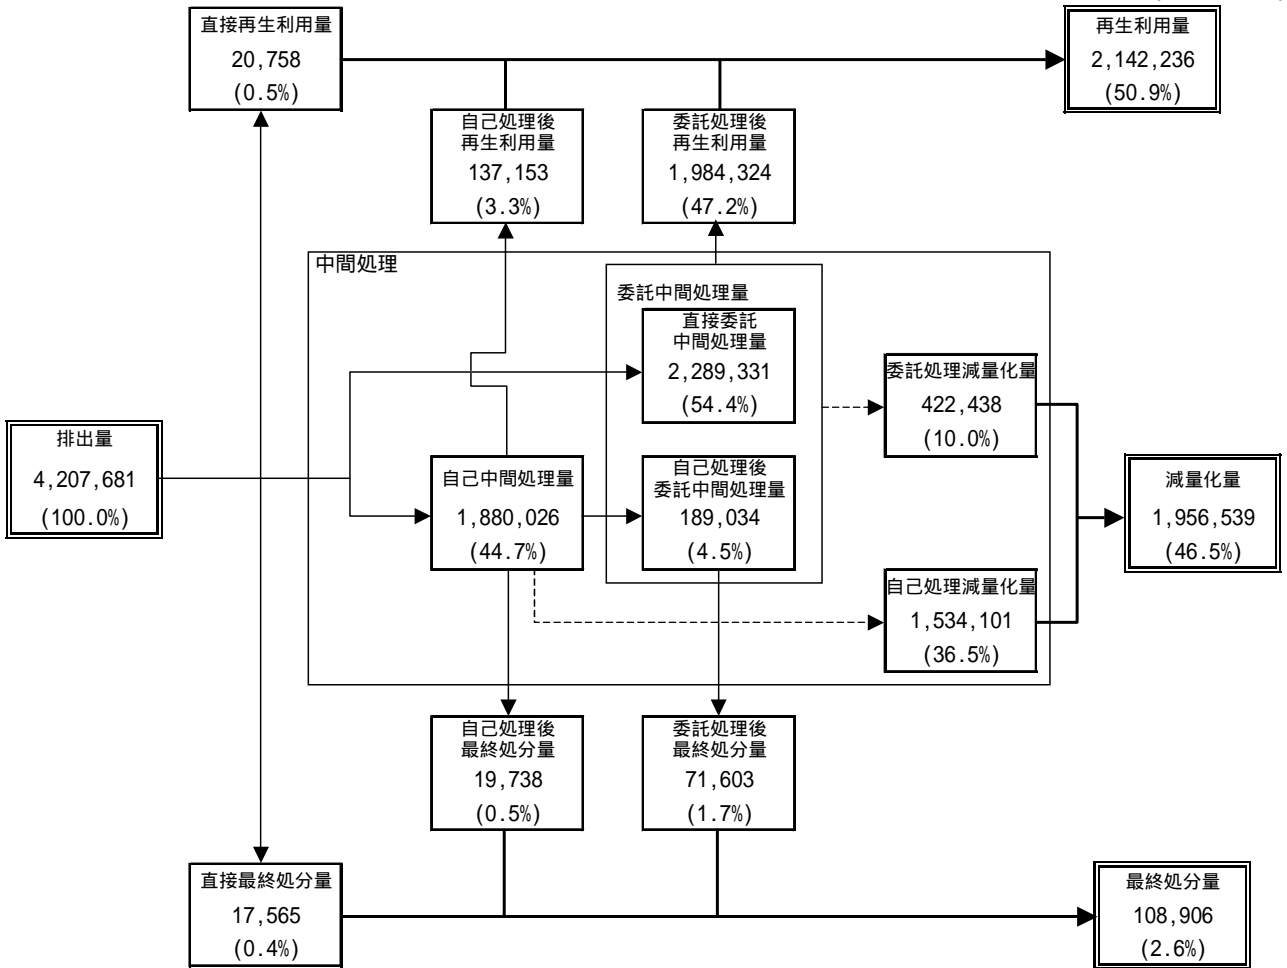 直接再生利用量
20,758
(0.5%)
再生利用量
2,142,236
(50.9%)
自己処理後
再生利用量
137,153
(3.3%)
委託処理後
再生利用量
1,984,324
(47.2%)
中間処理
委託中間処理量
直接委託
中間処理量
2,289,331
(54.4%)
委託処理減量化量
422,438
(10.0%)
排出量
4,207,681
(100.0%)
自己中間処理量
1,880,026
(44.7%)
自己処理後
委託中間処理量
189,034
(4.5%)
減量化量
1,956,539
(46.5%)
自己処理減量化量
1,534,101
(36.5%)
自己処理後
最終処分量
19,738
(0.5%)
委託処理後
最終処分量
71,603
(1.7%)
直接最終処分量
17,565
(0.4%)
最終処分量
108,906
(2.6%)